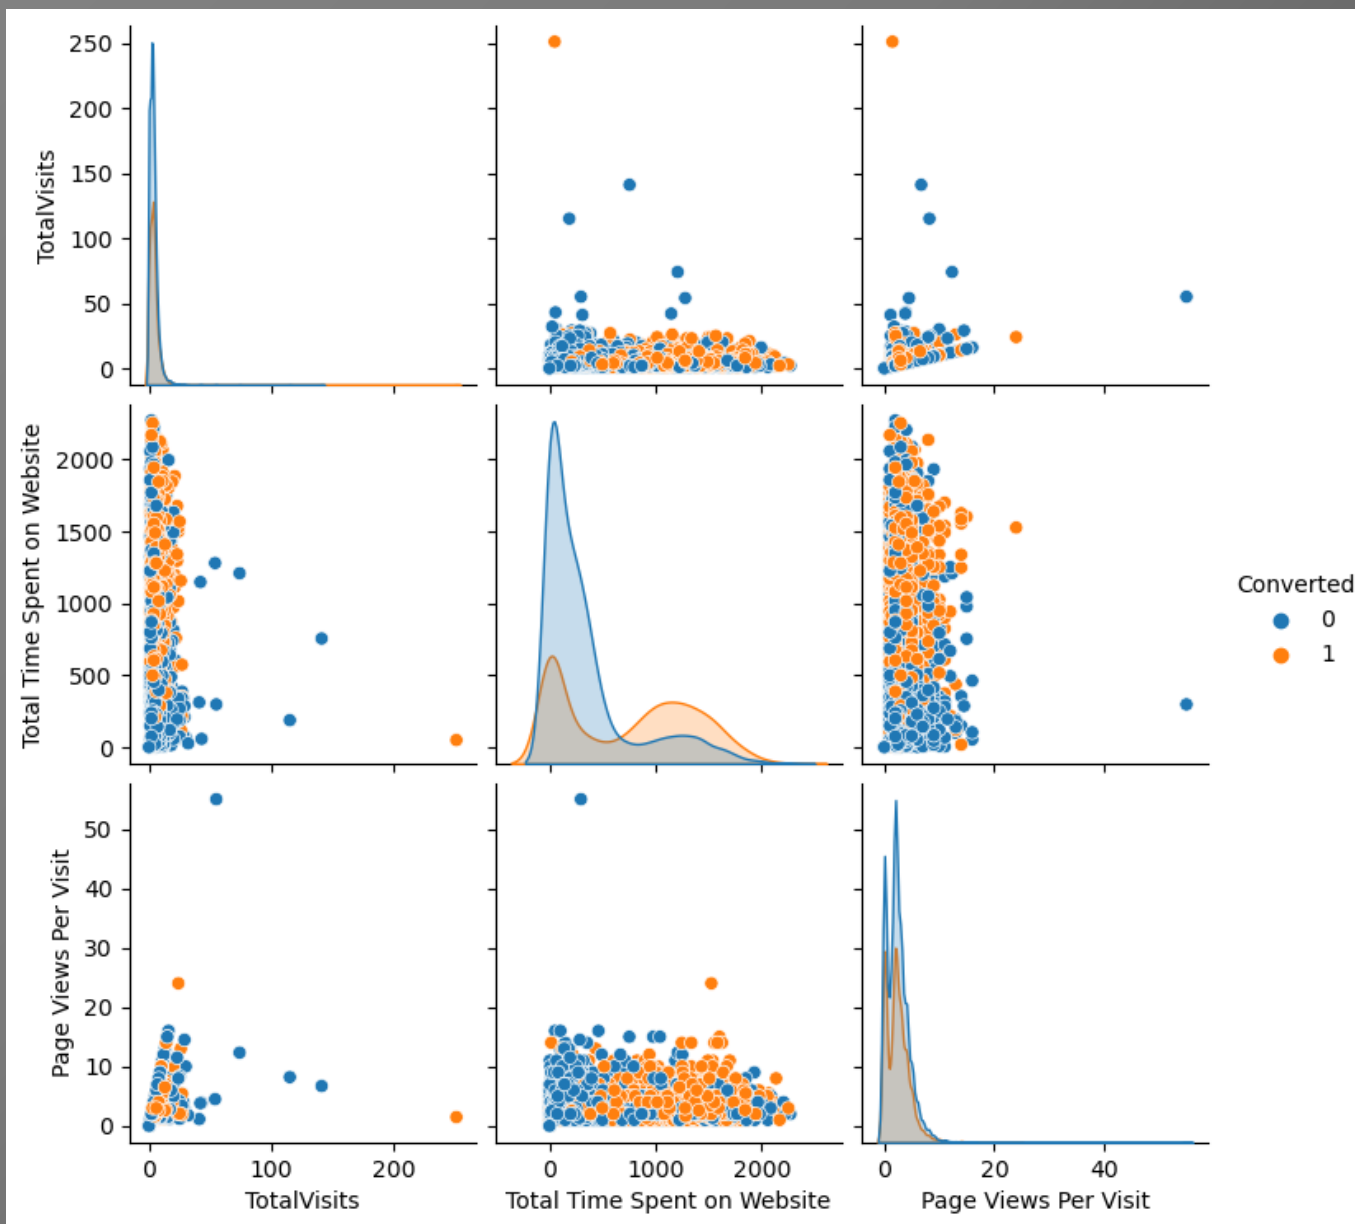 250
200
150
100
50
0
TotalVisits
2000
1500
1000
500
0
Total Time Spent on Website
Converted
0
1
50
40
30
20
10
0
Page Views Per Visit
0 100 200
TotalVisits
0 1000 2000
Total Time Spent on Website
0 20 40
Page Views Per Visit